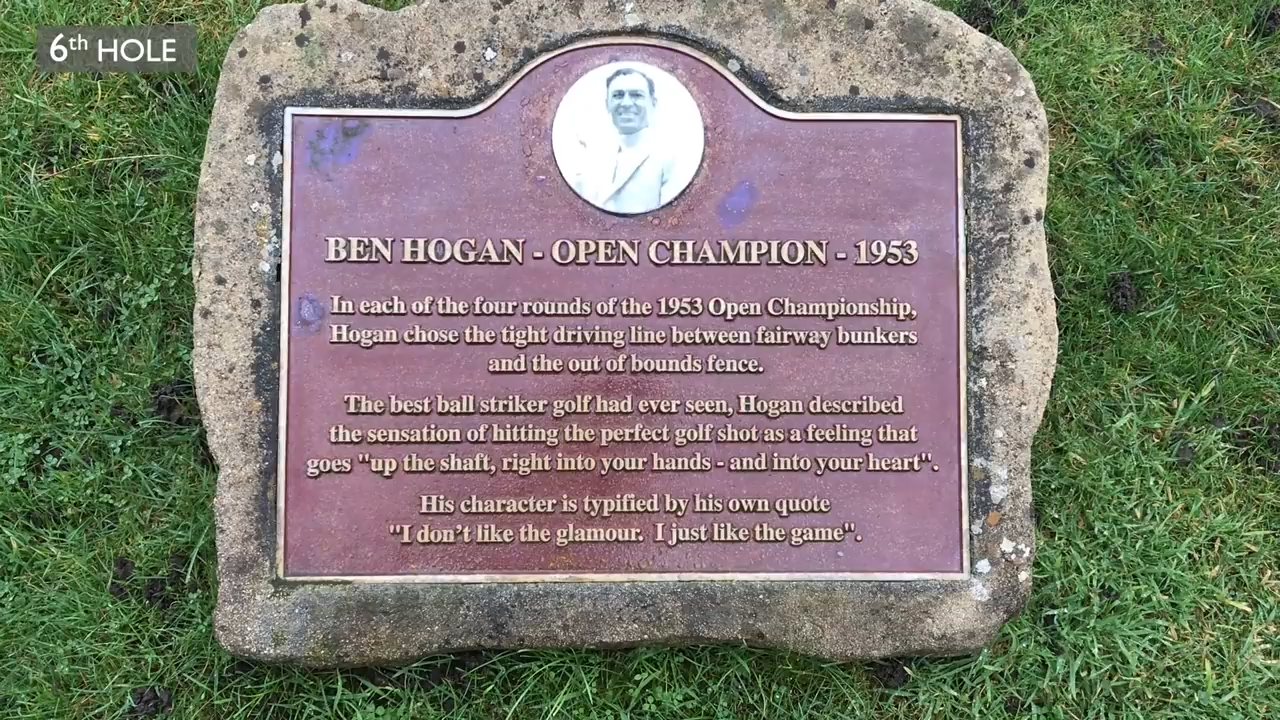 6th HOLE
BEN HOGAN - OPEN CHAMPION - 1953
In each of the four rounds of the 1953 Open Championship,
Hogan chose the tight driving line between fairway bunkers
and the out of bounds fence.
The best ball striker golf had ever seen, Hogan described
the sensation of hitting the perfect golf shot as a feeling that
goes "up the shaft, right into your hands - and into your heart".
His character is typified by his own quote
"I don't like the glamour. I just like the game".